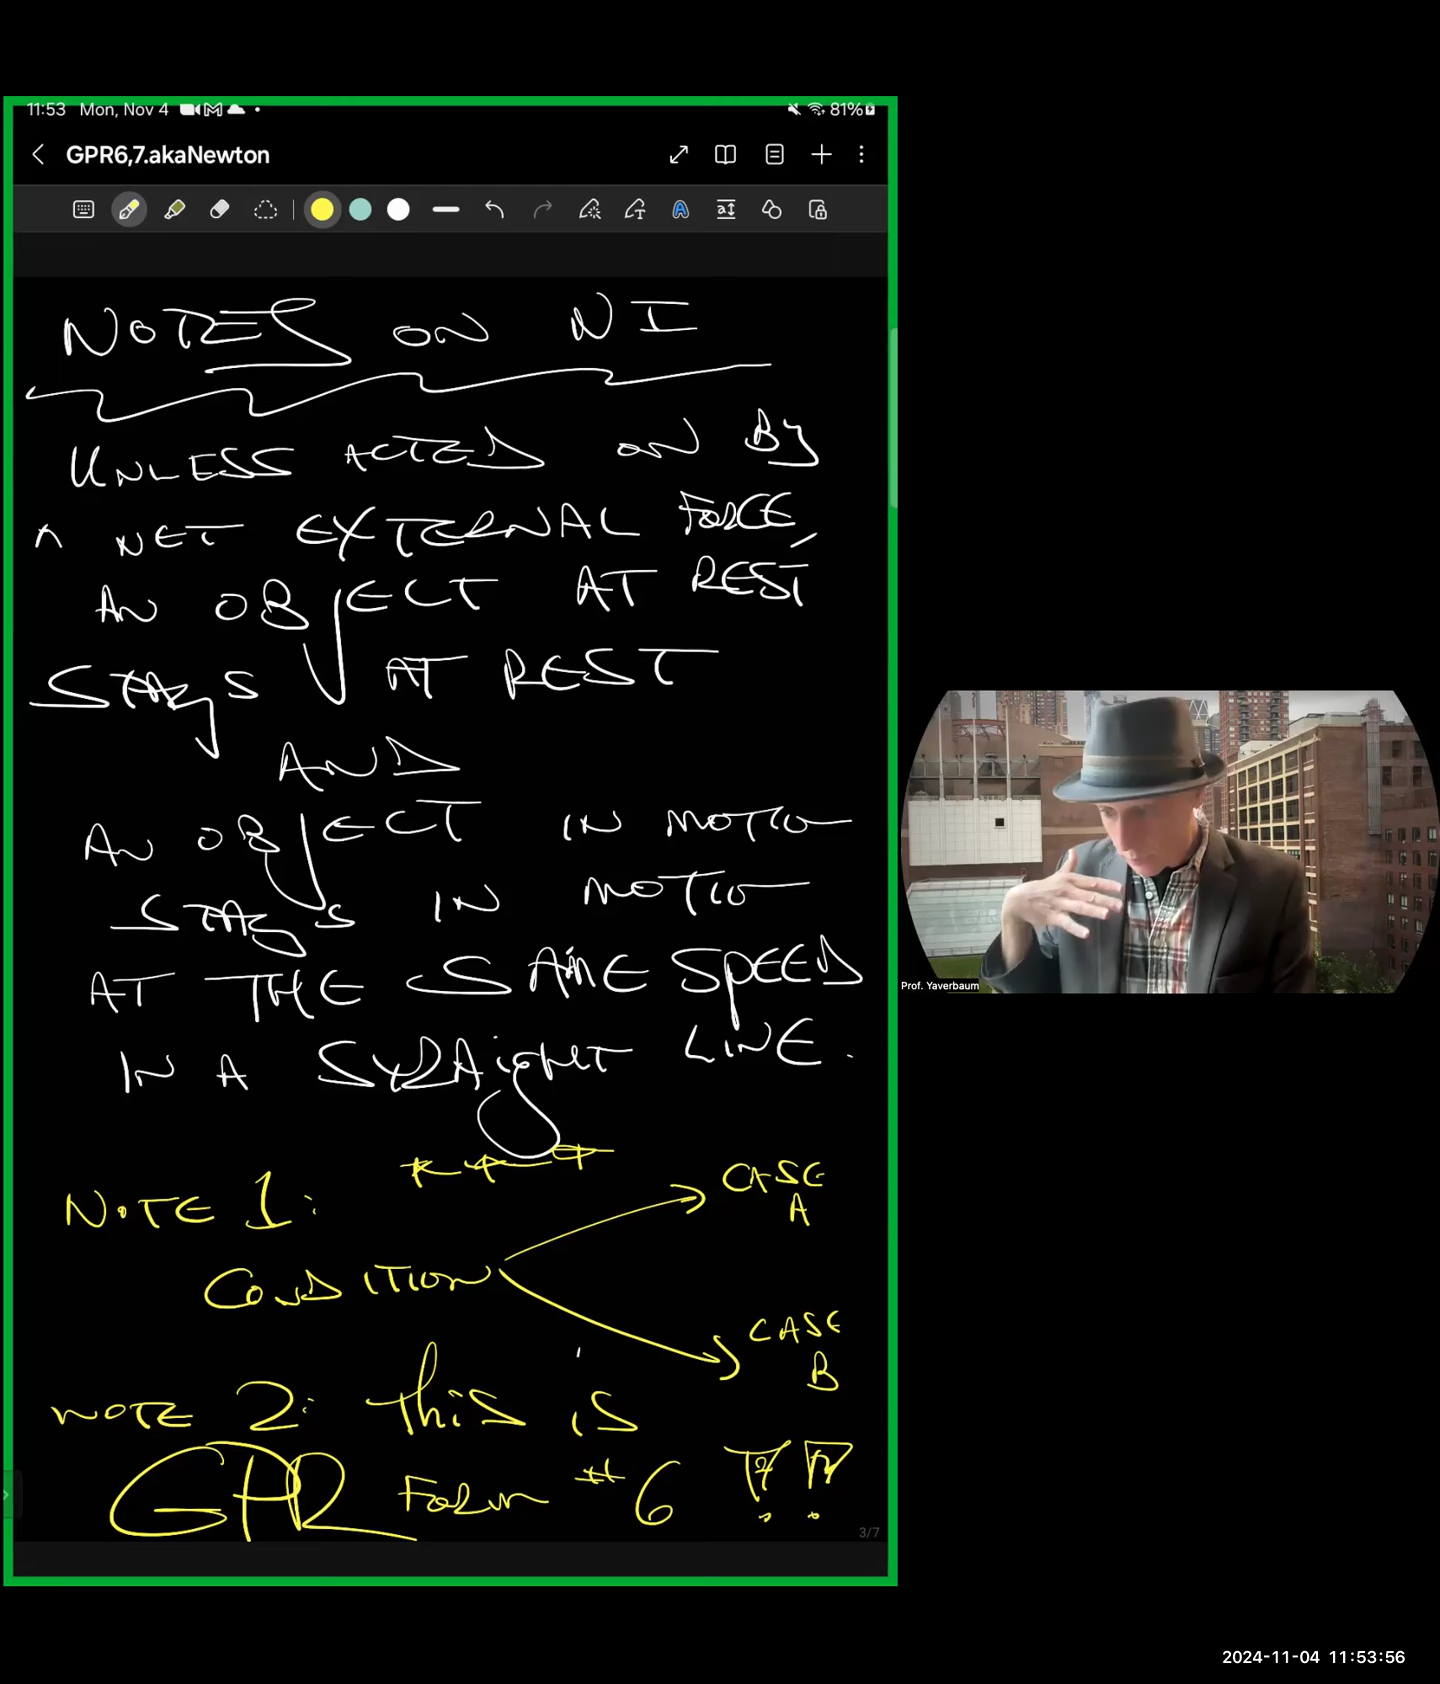 11:53 Mon, Nov 4
81%
GPR6,7.akaNewton
NOTES ON N I
UNLESS ACTED ON BY
A NET EXTERNAL FORCE,
AN OBJECT AT REST
STAYS AT REST
AND
AN OBJECT IN MOTION
STAYS IN MOTION
AT THE SAME SPEED
IN A STRAIGHT LINE.
***
NOTE 1:
CASE
A
CONDITION
CASE
B
NOTE 2: THIS IS
GPR FORM #6 !!
3/7
Prof. Yaverbaum
2024-11-04 11:53:56